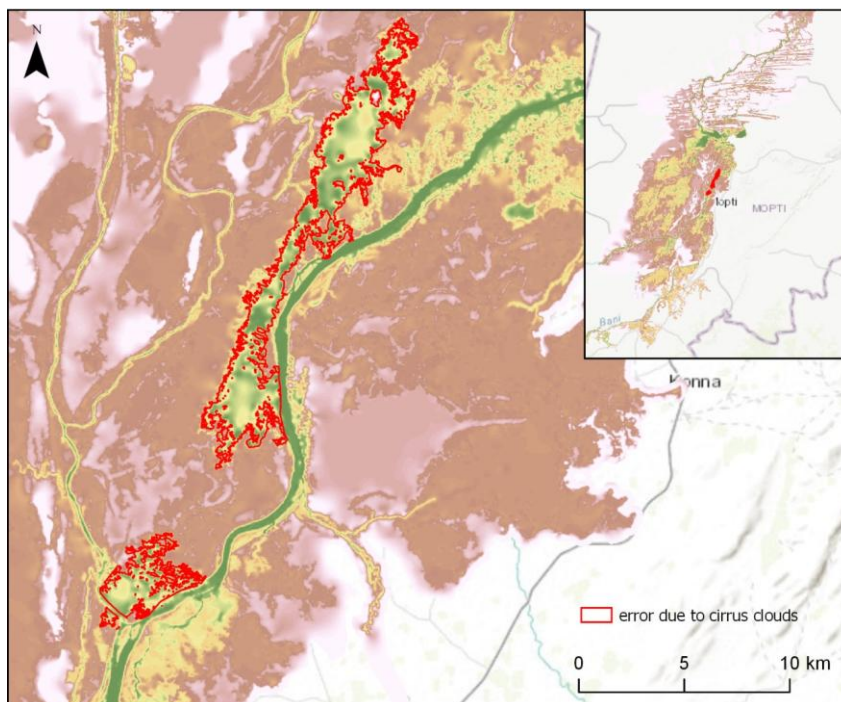 N
MOPTI
Mopti
Bani
Konna
error due to cirrus clouds
0 5 10 km